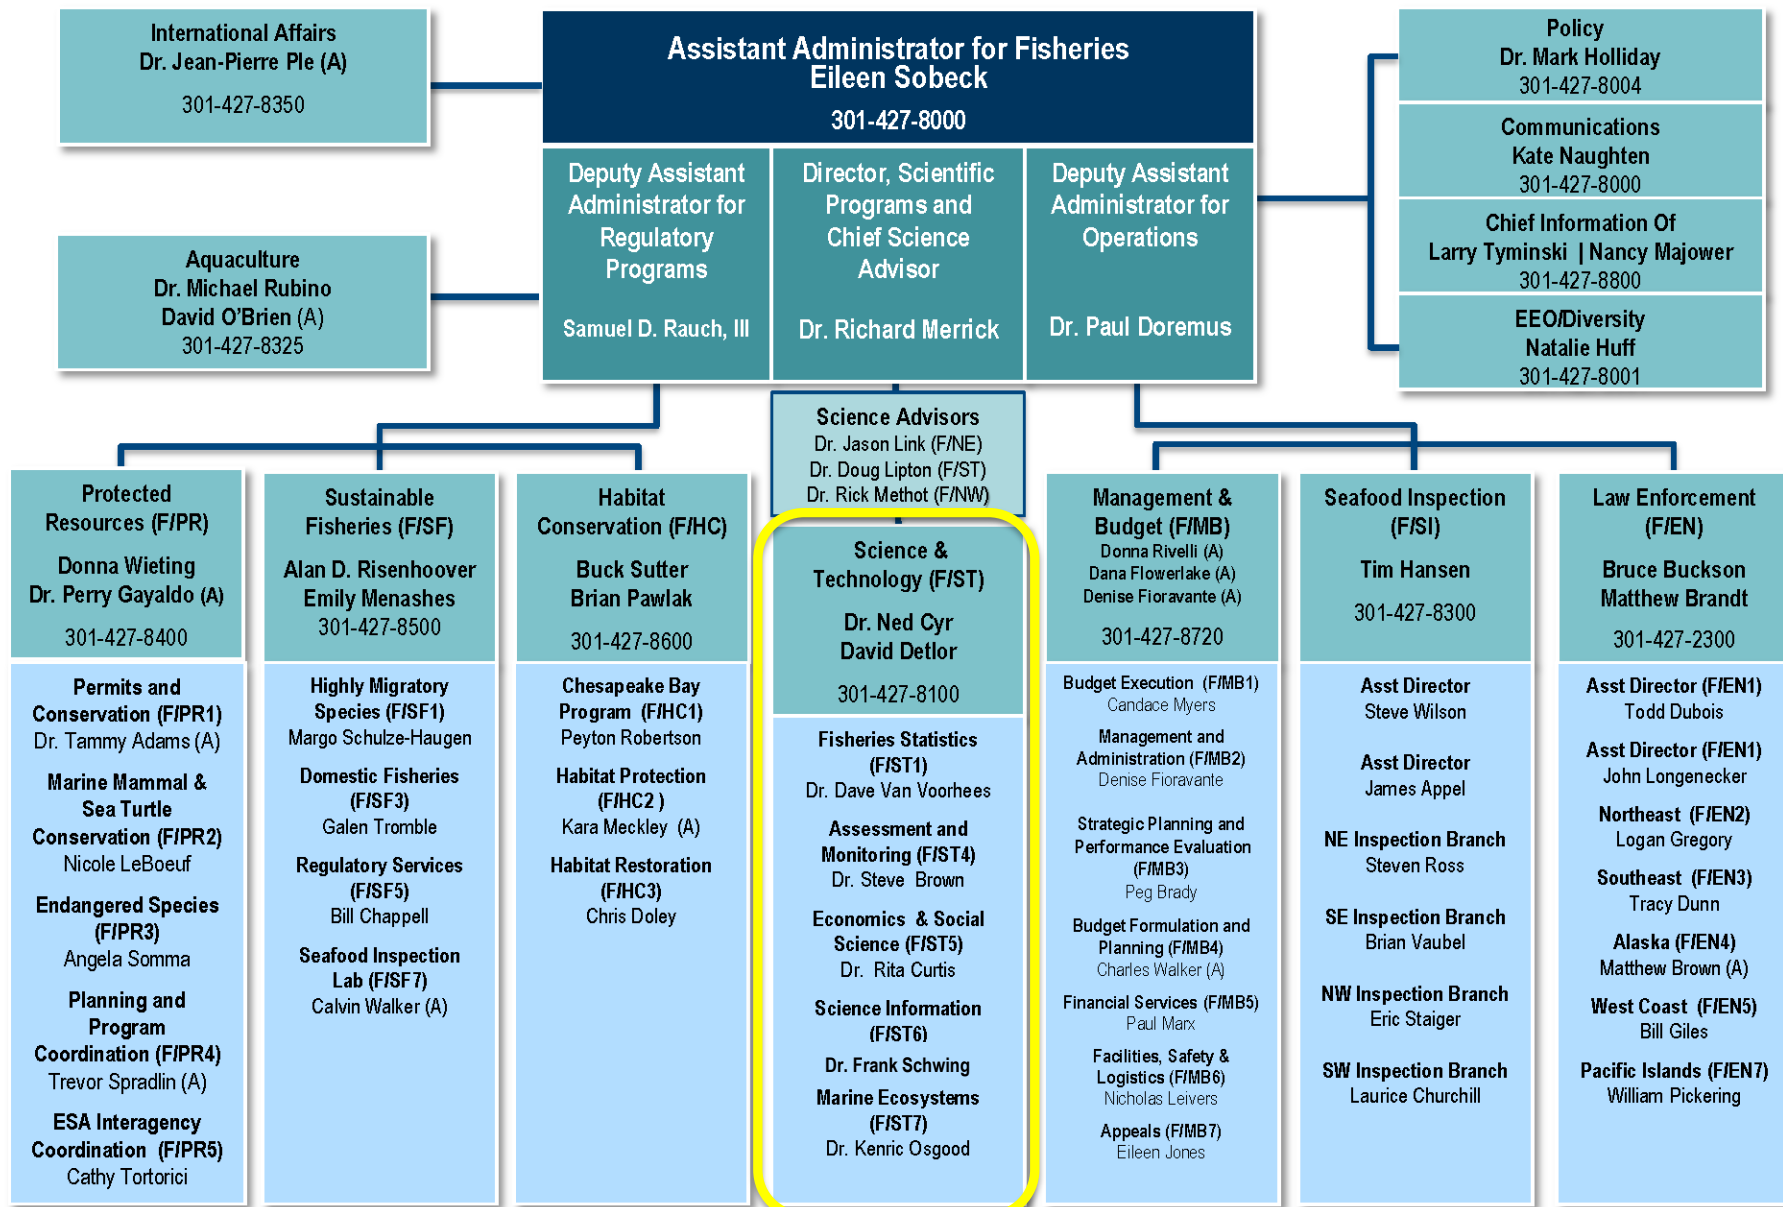 International Affairs
Dr. Jean-Pierre Ple (A)
301-427-8350
Assistant Administrator for Fisheries
Eileen Sobeck
301-427-8000
Policy
Dr. Mark Holliday
301-427-8004
Communications
Kate Naughten
301-427-8000
Chief Information Of
Larry Tyminski | Nancy Majower
301-427-8800
EEO/Diversity
Natalie Huff
301-427-8001
Aquaculture
Dr. Michael Rubino
David O'Brien (A)
301-427-8325
Deputy Assistant
Administrator for
Regulatory
Programs
Samuel D. Rauch, III
Director, Scientific
Programs and
Chief Science
Advisor
Dr. Richard Merrick
Deputy Assistant
Administrator for
Operations
Dr. Paul Doremus
Science Advisors
Dr. Jason Link (F/NE)
Dr. Doug Lipton (F/ST)
Dr. Rick Methot (F/NW)
Protected
Resources (F/PR)
Donna Wieting
Dr. Perry Gayaldo (A)
301-427-8400
Permits and
Conservation (F/PR1)
Dr. Tammy Adams (A)
Marine Mammal &
Sea Turtle
Conservation (F/PR2)
Nicole LeBoeuf
Endangered Species
(F/PR3)
Angela Somma
Planning and
Program
Coordination (F/PR4)
Trevor Spradlin (A)
ESA Interagency
Coordination (F/PR5)
Cathy Tortorici
Sustainable
Fisheries (F/SF)
Alan D. Risenhoover
Emily Menashes
301-427-8500
Highly Migratory
Species (F/SF1)
Margo Schulze-Haugen
Domestic Fisheries
(F/SF3)
Galen Tromble
Regulatory Services
(F/SF5)
Bill Chappell
Seafood Inspection
Lab (F/SF7)
Calvin Walker (A)
Habitat
Conservation (F/HC)
Buck Sutter
Brian Pawlak
301-427-8600
Chesapeake Bay
Program (F/HC1)
Peyton Robertson
Habitat Protection
(F/HC2 )
Kara Meckley (A)
Habitat Restoration
(F/HC3)
Chris Doley
Science &
Technology (F/ST)
Dr. Ned Cyr
David Detlor
301-427-8100
Fisheries Statistics
(F/ST1)
Dr. Dave Van Voorhees
Assessment and
Monitoring (F/ST4)
Dr. Steve Brown
Economics & Social
Science (F/ST5)
Dr. Rita Curtis
Science Information
(F/ST6)
Dr. Frank Schwing
Marine Ecosystems
(F/ST7)
Dr. Kenric Osgood
Management &
Budget (F/MB)
Donna Rivelli (A)
Dana Flowerlake (A)
Denise Fioravante (A)
301-427-8720
Budget Execution (F/MB1)
Candace Myers
Management and
Administration (F/MB2)
Denise Fioravante
Strategic Planning and
Performance Evaluation
(F/MB3)
Peg Brady
Budget Formulation and
Planning (F/MB4)
Charles Walker (A)
Financial Services (F/MB5)
Paul Marx
Facilities, Safety &
Logistics (F/MB6)
Nicholas Leivers
Appeals (F/MB7)
Eileen Jones
Seafood Inspection
(F/SI)
Tim Hansen
301-427-8300
Asst Director
Steve Wilson
Asst Director
James Appel
NE Inspection Branch
Steven Ross
SE Inspection Branch
Brian Vaubel
NW Inspection Branch
Eric Staiger
SW Inspection Branch
Laurice Churchill
Law Enforcement
(F/EN)
Bruce Buckson
Matthew Brandt
301-427-2300
Asst Director (F/EN1)
Todd Dubois
Asst Director (F/EN1)
John Longenecker
Northeast (F/EN2)
Logan Gregory
Southeast (F/EN3)
Tracy Dunn
Alaska (F/EN4)
Matthew Brown (A)
West Coast (F/EN5)
Bill Giles
Pacific Islands (F/EN7)
William Pickering